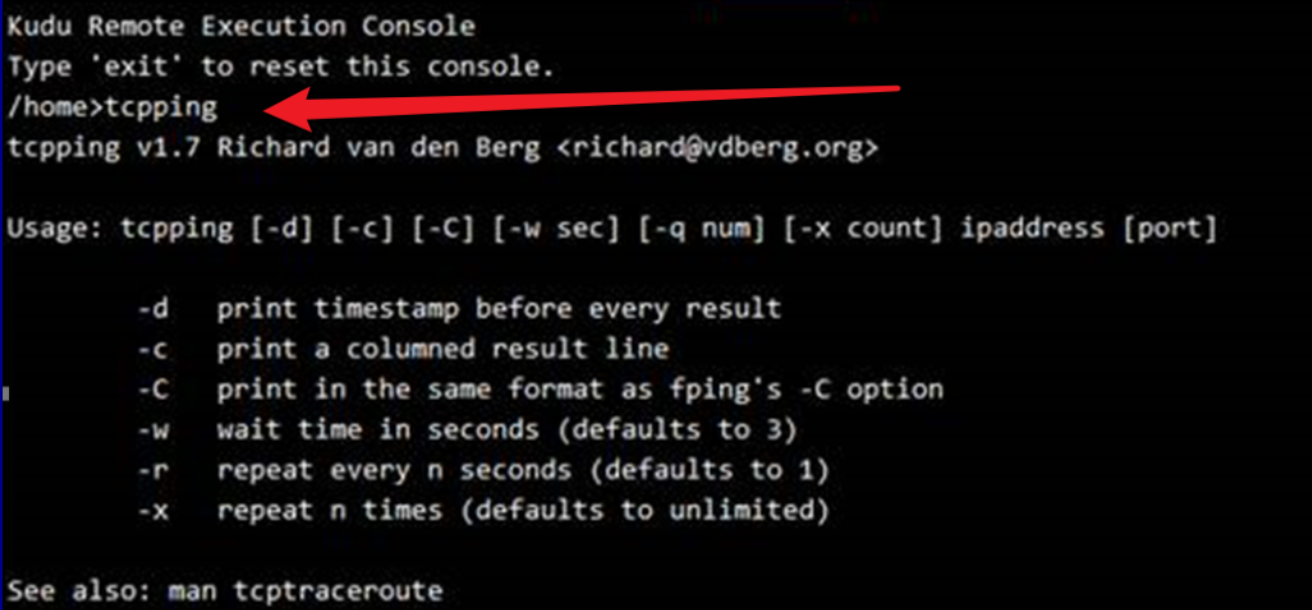 Kudu Remote Execution Console
Type 'exit' to reset this console.
/home>tcpping
tcpping v1.7 Richard van den Berg <richard@vdberg.org>
Usage: tcpping [-d] [-c] [-C] [-w sec] [-q num] [-x count] ipaddress [port]
-d print timestamp before every result
-c print a columned result line
-C print in the same format as fping's -C option
-w wait time in seconds (defaults to 3)
-r repeat every n seconds (defaults to 1)
-x repeat n times (defaults to unlimited)
See also: man tcptraceroute